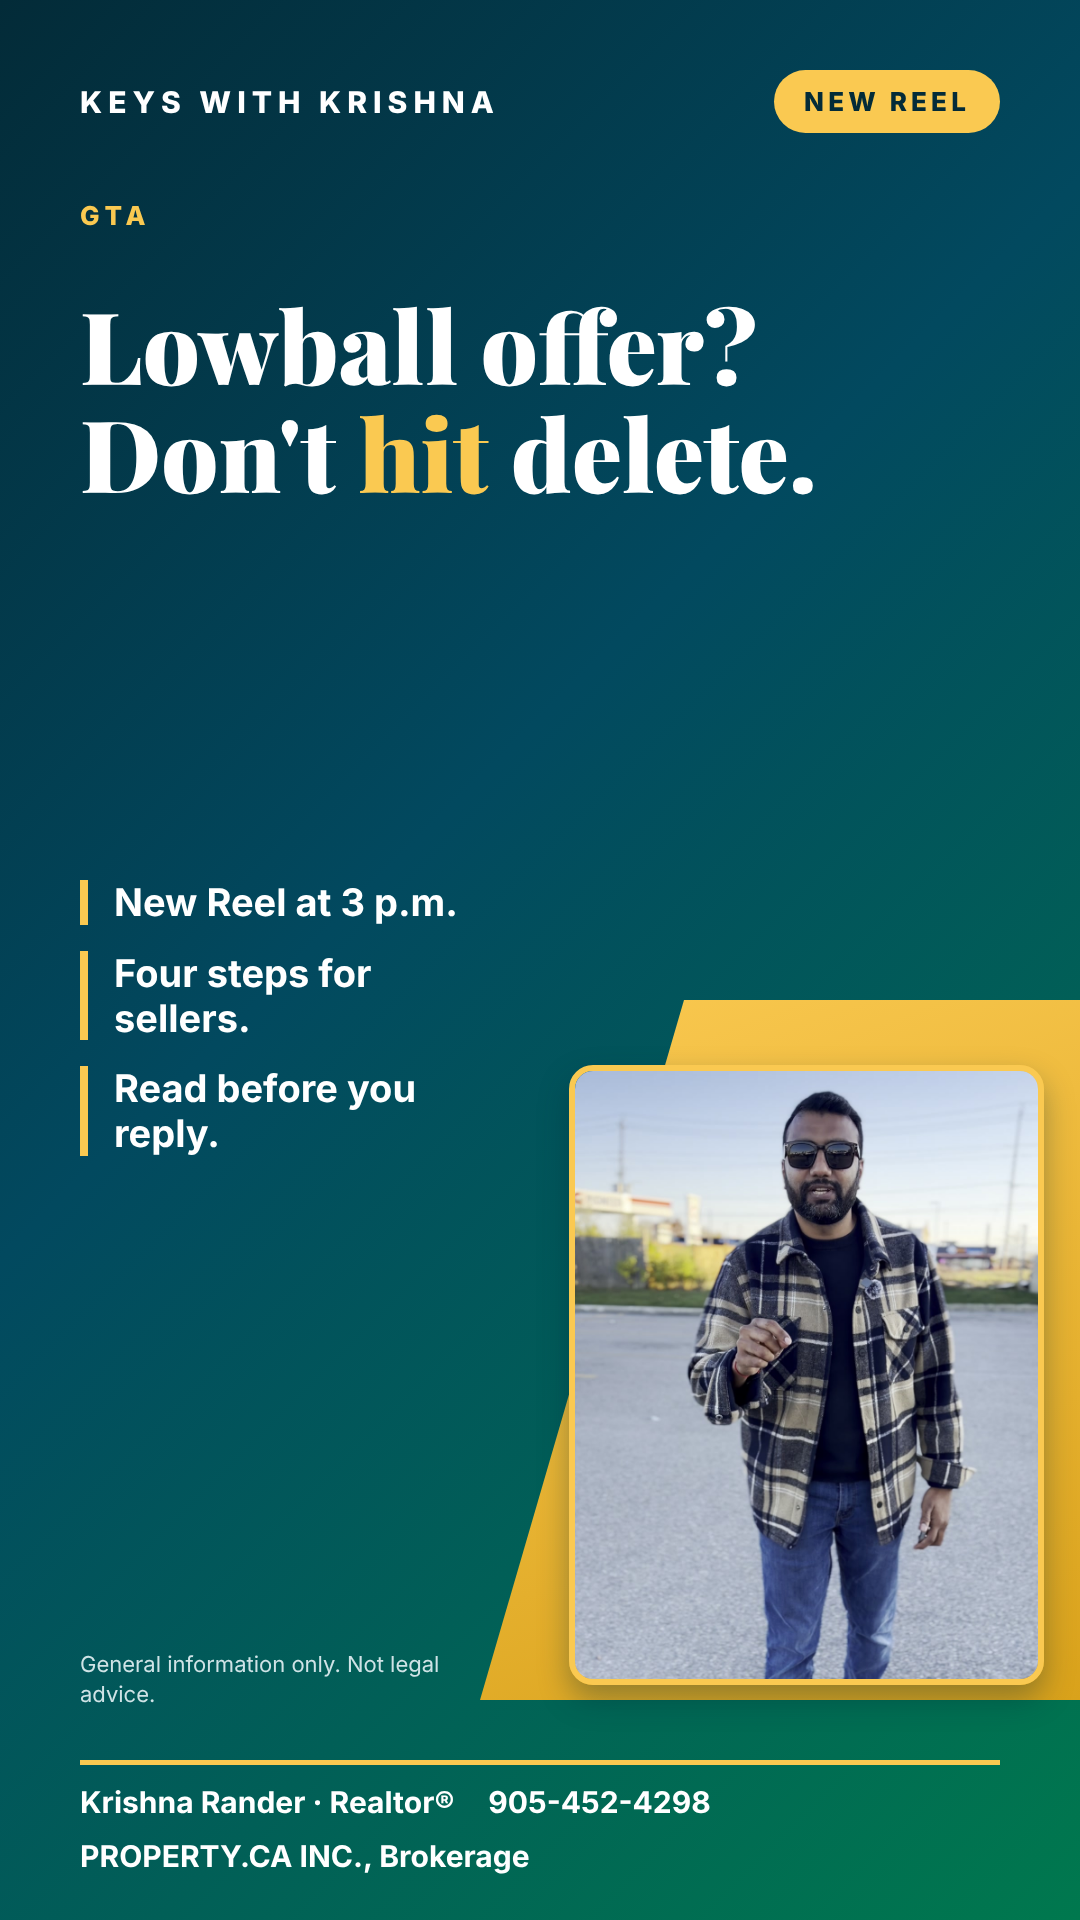 KEYS WITH KRISHNA
NEW REEL
GTA
Lowball offer?
Don't hit delete.
New Reel at 3 p.m.
Four steps for
sellers.
Read before you
reply.
General information only. Not legal
advice.
Krishna Rander · Realtor® 905-452-4298
PROPERTY.CA INC., Brokerage